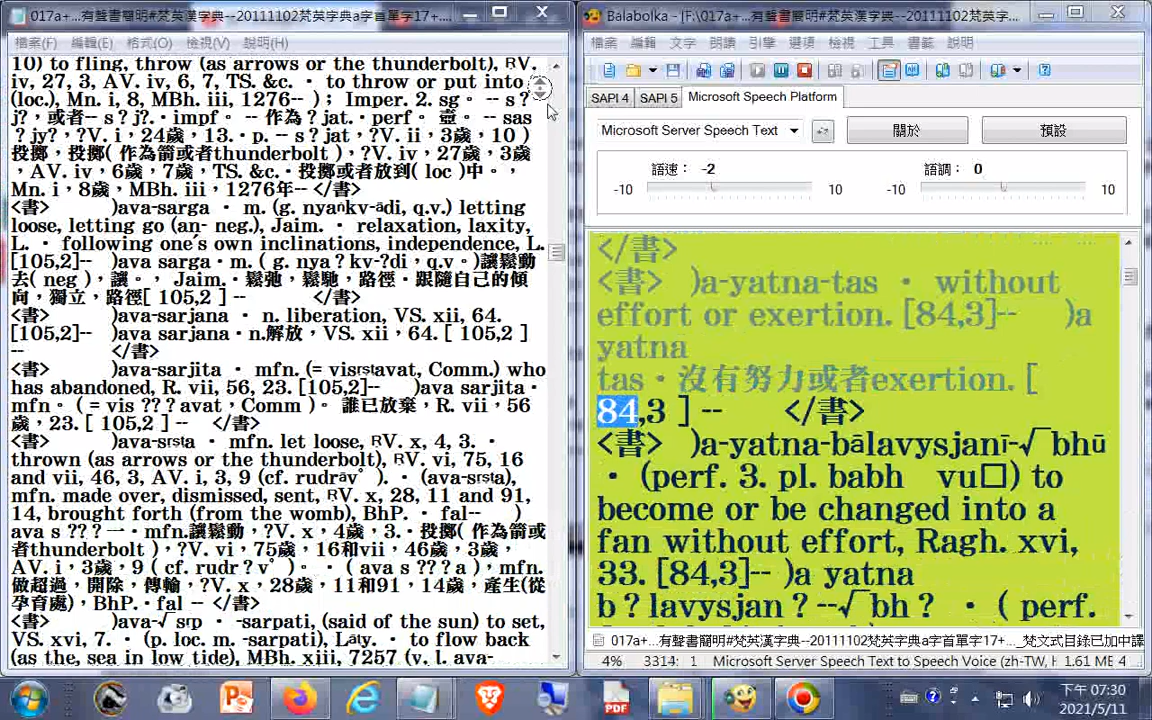 有聲書簡明#梵英漢字典--20111102梵英字典a字首單字17+...
檔案(F) 編輯(E) 格式(O) 檢視(V) 說明(H)
10) to fling, throw (as arrows or the thunderbolt), RV.
iv, 27, 3, AV. iv, 6, 7, TS. &c. • to throw or put into
(loc.), Mn. i, 8, MBh. iii, 1276-- ) ; Imper. 2. sg。 -- s ?
j?，或者-- s ? j?. • impf。 -- 作為 ? jat. • perf。 壺。 -- sas
? jy?，?V. i，24歲，13. • p. -- s ? jat，?V. ii，3歲，10 )
投擲，投擲( 作為箭或者thunderbolt )，?V. iv，27歲，3歲
，AV. iv，6歲，7歲，TS. &c. • 投擲或者放到( loc )中。，
Mn. i，8歲，MBh. iii，1276年-- </書>
<書> )ava-sarga • m. (g. nyaṅkv-ādi, q.v.) letting
loose, letting go (an- neg.), Jaim. • relaxation, laxity,
L. • following one's own inclinations, independence, L.
[105,2]-- )ava sarga • m. ( g. nya ? kv-?di，q.v。)讓鬆動
去( neg )，讓。， Jaim. • 鬆弛，鬆馳，路徑 • 跟隨自己的傾
向，獨立，路徑[ 105,2 ] -- </書>
<書> )ava-sarjana • n. liberation, VS. xii, 64.
[105,2]-- )ava sarjana • n.解放，VS. xii，64. [ 105,2 ]
-- </書>
<書> )ava-sarjita • mfn. (= visṛṣṭavat, Comm.) who
has abandoned, R. vii, 56, 23. [105,2]-- )ava sarjita •
mfn。 ( = vis ??? avat，Comm )。 誰已放棄，R. vii，56
歲，23. [ 105,2 ] -- </書>
<書> )ava-sṛṣṭa • mfn. let loose, RV. x, 4, 3. •
thrown (as arrows or the thunderbolt), RV. vi, 75, 16
and vii, 46, 3, AV. i, 3, 9 (cf. rudrāv° ). • (ava-sṛṣṭa),
mfn. made over, dismissed, sent, RV. x, 28, 11 and 91,
14, brought forth (from the womb), BhP. • fal-- )
ava s ??? 一 • mfn.讓鬆動，?V. x，4歲，3. • 投擲( 作為箭或
者thunderbolt )，?V. vi，75歲，16和vii，46歲，3歲，
AV. i，3歲，9 ( cf. rudr ? v° )。 • ( ava s ??? a )，mfn.
做超過，開除，傳輸，?V. x，28歲，11和91，14歲，產生(從
孕育處)，BhP. • fal -- </書>
<書> )ava-√sṛp • -sarpati, (said of the sun) to set,
VS. xvi, 7. • (p. loc. m. -sarpati), Lāṭy. • to flow back
(as the, sea in low tide), MBh. xiii, 7257 (v. l. ava-
Balabolka - [F:\017a+...有聲書簡明#梵英漢字典--20111102梵英字...
檔案 編輯 文字 朗讀 引擎 選項 檢視 工具 書籤 說明
SAPI 4 SAPI 5 Microsoft Speech Platform
Microsoft Server Speech Text 關於 預設
語速： -2 語調： 0
-10 10 -10 10
</書>
<書> )a-yatna-tas • without
effort or exertion. [84,3]-- )a
yatna
tas • 沒有努力或者exertion. [
84,3 ] -- </書>
<書> )a-yatna-bālavysjanī-√bhū
• (perf. 3. pl. babh vu□) to
become or be changed into a
fan without effort, Ragh. xvi,
33. [84,3]-- )a yatna
b ? lavysjan ? --√bh ? • ( perf.
017a+...有聲書簡明#梵英漢字典--20111102梵英字典a字首單字17+..._梵文式目錄已加中譯
4% 3314: 1 Microsoft Server Speech Text to Speech Voice (zh-TW, H 1.61 MB 4
下午 07:30
2021/5/11